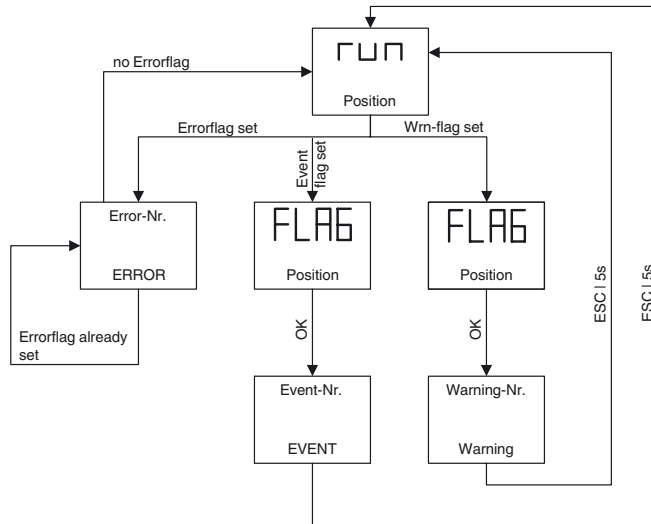 run
Position
no Errorflag
Errorflag set
Event
flag set
Wrn-flag set
Error-Nr.
ERROR
FLAG
Position
FLAG
Position
Errorflag already
set
OK
OK
Event-Nr.
EVENT
Warning-Nr.
Warning
ESC | 5s
ESC | 5s